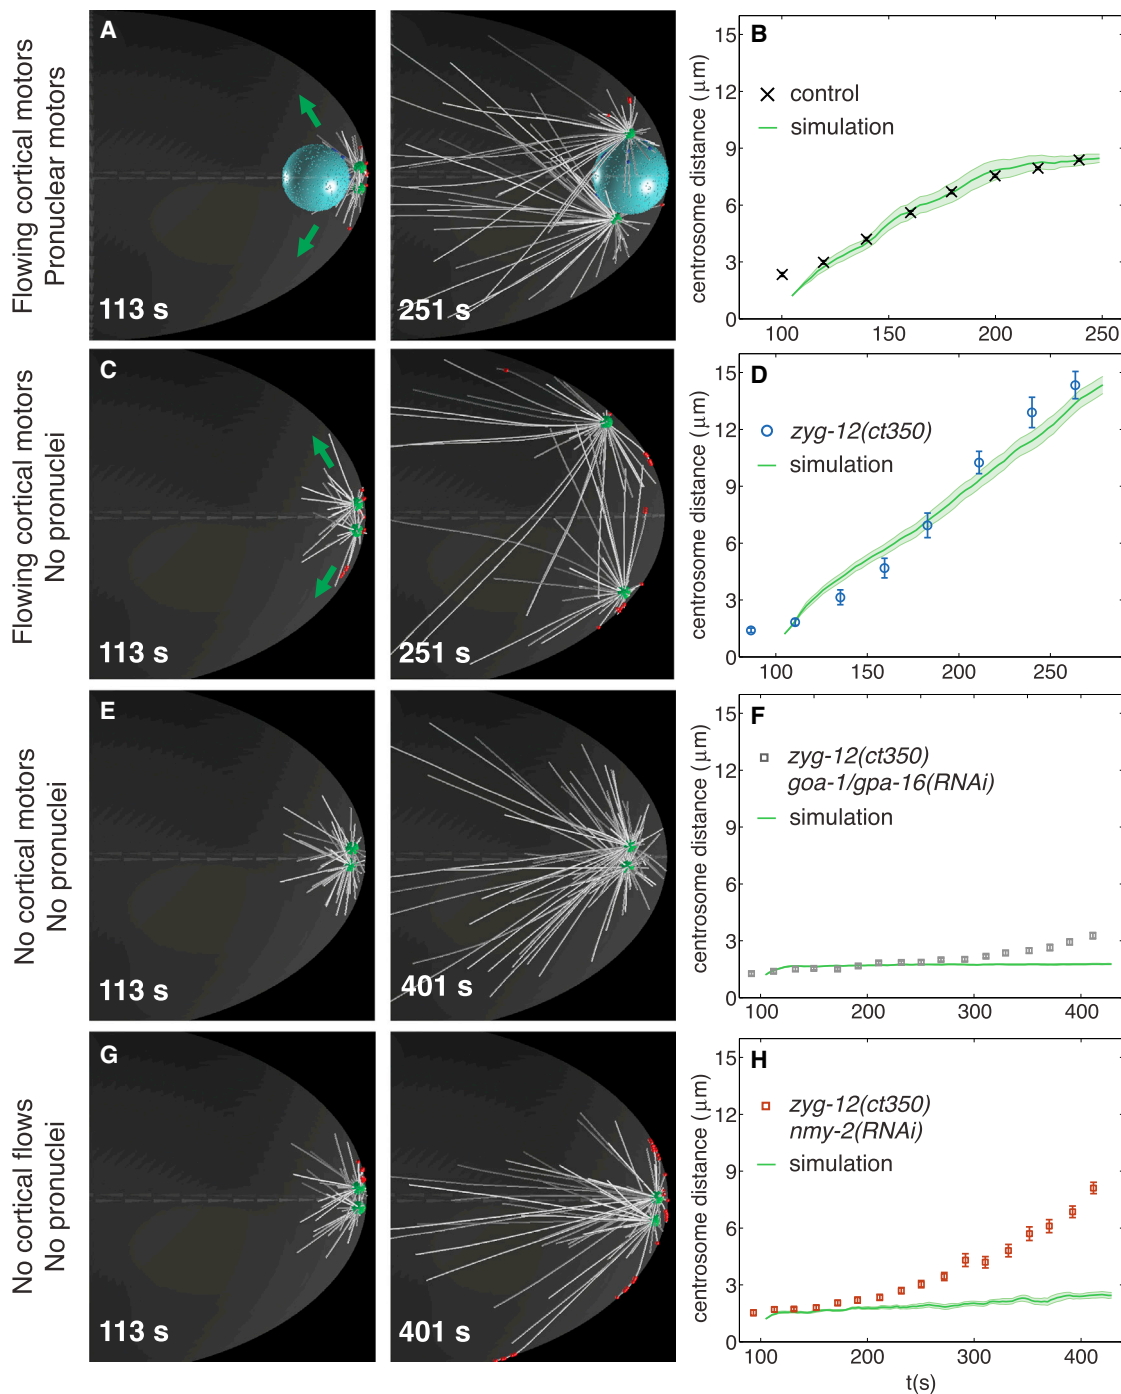 Flowing cortical motors
Pronuclear motors
A
113 s
251 s
B
centrosome distance (μm)
15
12
9
6
3
0
control
simulation
100
150
200
250
Flowing cortical motors
No pronuclei
C
113 s
251 s
D
centrosome distance (μm)
15
12
9
6
3
0
zyg-12(ct350)
simulation
100
150
200
250
No cortical motors
No pronuclei
E
113 s
401 s
F
centrosome distance (μm)
15
12
9
6
3
0
zyg-12(ct350)
goa-1/gpa-16(RNAi)
simulation
100
200
300
400
No cortical flows
No pronuclei
G
113 s
401 s
H
centrosome distance (μm)
15
12
9
6
3
0
zyg-12(ct350)
nmy-2(RNAi)
simulation
100
200
300
400
t(s)